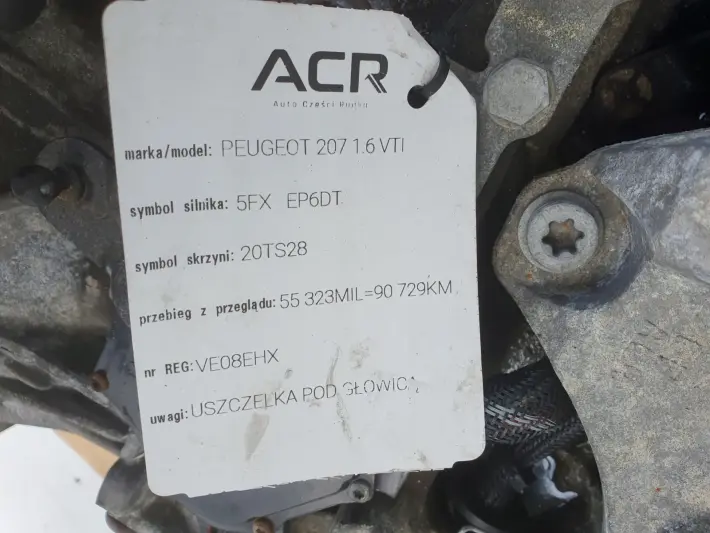 ACR
Auto Części Rudka
marka/model: PEUGEOT 207 1.6 VTI
symbol silnika: 5FX EP6DT
symbol skrzyni: 20TS28
przebieg z przeglądu: 55 323MIL=90 729KM
nr REG: VE08EHX
uwagi: USZCZELKA POD GŁOWICĄ